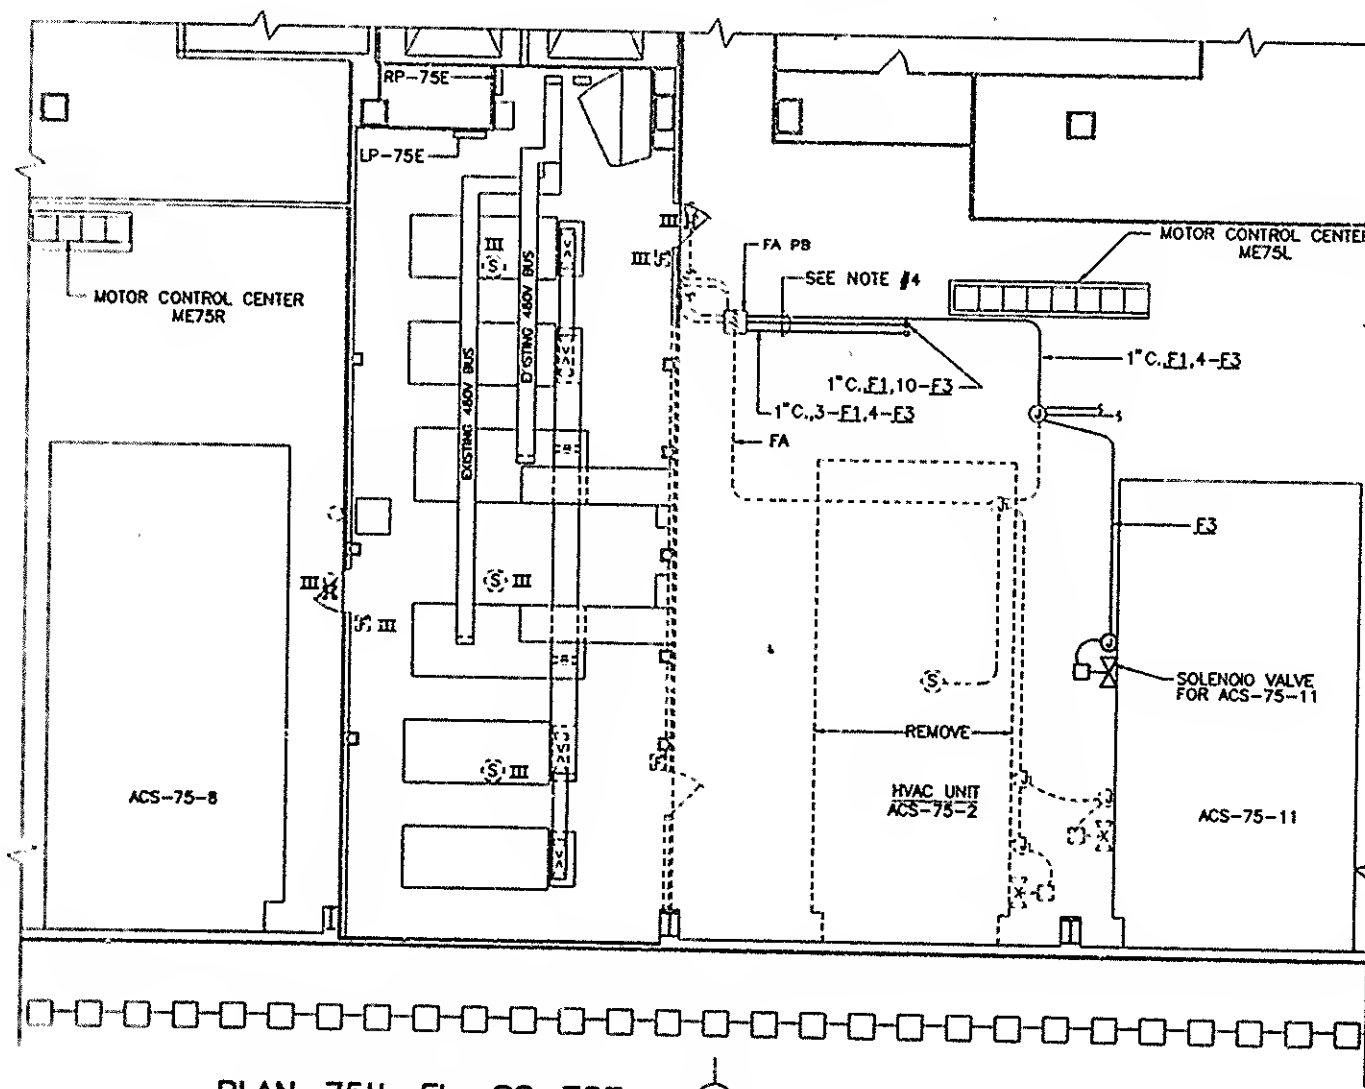 RP-75E
LP-75E
III
S
III
FA PB
SEE NOTE #4
MOTOR CONTROL CENTER
ME75L
MOTOR CONTROL CENTER
ME75R
EXISTING 480V BUS
EXISTING 480V BUS
1"C.,F1,4-F3
1"C.,F1,10-F3
1"C.,3-F1,4-F3
J
FA
F3
III
S III
III
J
S
SOLENOID VALVE
FOR ACS-75-11
REMOVE
S III
ACS-75-8
HVAC UNIT
ACS-75-2
ACS-75-11